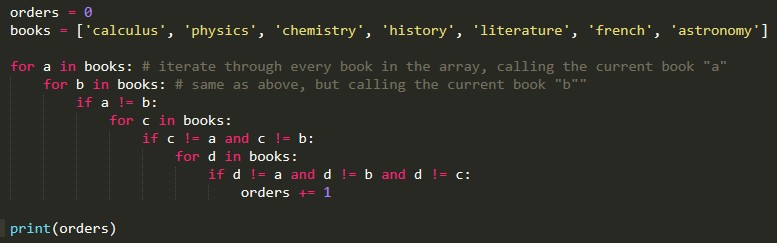 orders = 0
books = ['calculus', 'physics', 'chemistry', 'history', 'literature', 'french', 'astronomy']

for a in books: # iterate through every book in the array, calling the current book "a"
    for b in books: # same as above, but calling the current book "b""
        if a != b:
            for c in books:
                if c != a and c != b:
                    for d in books:
                        if d != a and d != b and d != c:
                            orders += 1

print(orders)